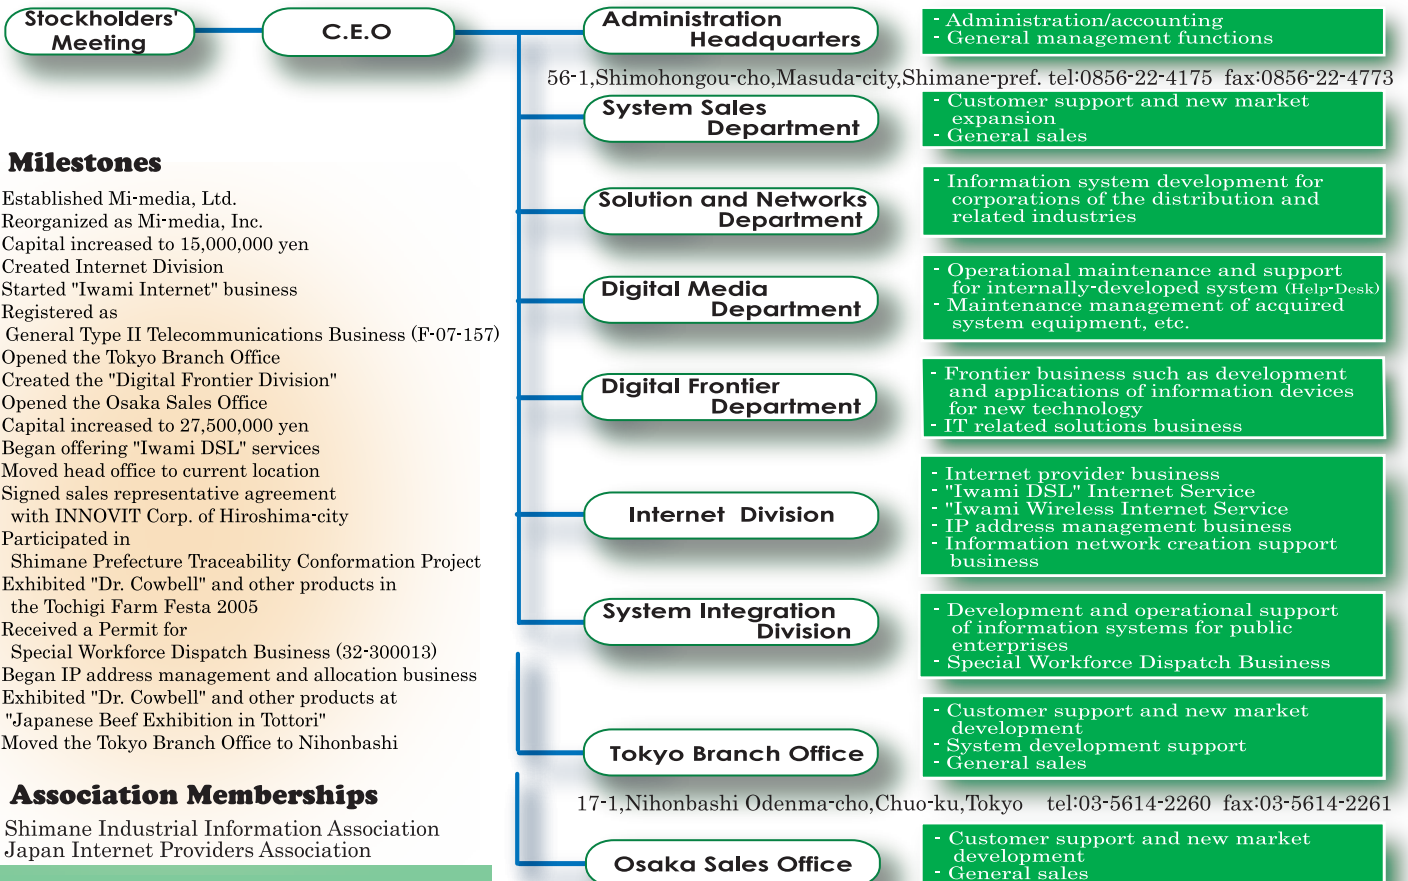 Stockholders'
Meeting
C.E.O
Administration
Headquarters
- Administration/accounting
- General management functions
56-1,Shimohongou-cho,Masuda-city,Shimane-pref. tel:0856-22-4175 fax:0856-22-4773
System Sales
Department
- Customer support and new market
expansion
- General sales
Solution and Networks
Department
- Information system development for
corporations of the distribution and
related industries
Digital Media
Department
- Operational maintenance and support
for internally-developed system (Help-Desk)
- Maintenance management of acquired
system equipment, etc.
Digital Frontier
Department
- Frontier business such as development
and applications of information devices
for new technology
- IT related solutions business
Internet Division
- Internet provider business
- "Iwami DSL" Internet Service
- "Iwami Wireless Internet Service
- IP address management business
- Information network creation support
business
System Integration
Division
- Development and operational support
of information systems for public
enterprises
- Special Workforce Dispatch Business
Tokyo Branch Office
- Customer support and new market
development
- System development support
- General sales
17-1,Nihonbashi Odenma-cho,Chuo-ku,Tokyo tel:03-5614-2260 fax:03-5614-2261
Osaka Sales Office
- Customer support and new market
development
- General sales
Milestones
Established Mi-media, Ltd.
Reorganized as Mi-media, Inc.
Capital increased to 15,000,000 yen
Created Internet Division
Started "Iwami Internet" business
Registered as
General Type II Telecommunications Business (F-07-157)
Opened the Tokyo Branch Office
Created the "Digital Frontier Division"
Opened the Osaka Sales Office
Capital increased to 27,500,000 yen
Began offering "Iwami DSL" services
Moved head office to current location
Signed sales representative agreement
with INNOVIT Corp. of Hiroshima-city
Participated in
Shimane Prefecture Traceability Conformation Project
Exhibited "Dr. Cowbell" and other products in
the Tochigi Farm Festa 2005
Received a Permit for
Special Workforce Dispatch Business (32-300013)
Began IP address management and allocation business
Exhibited "Dr. Cowbell" and other products at
"Japanese Beef Exhibition in Tottori"
Moved the Tokyo Branch Office to Nihonbashi
Association Memberships
Shimane Industrial Information Association
Japan Internet Providers Association